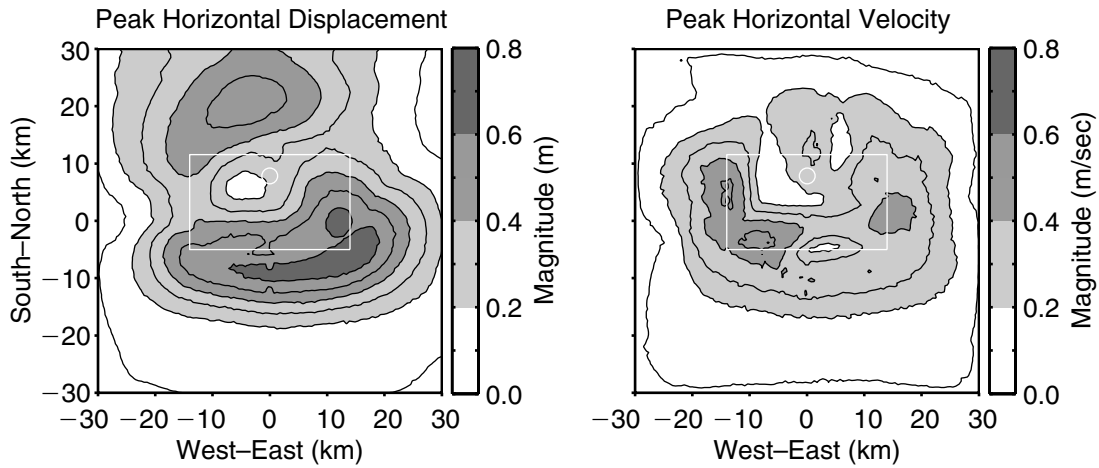 Peak Horizontal Displacement
30
20
10
0
−10
−20
−30
South–North (km)
−30 −20 −10 0 10 20 30
West–East (km)
0.8
0.6
0.4
0.2
0.0
Magnitude (m)
Peak Horizontal Velocity
−30 −20 −10 0 10 20 30
West–East (km)
0.8
0.6
0.4
0.2
0.0
Magnitude (m/sec)